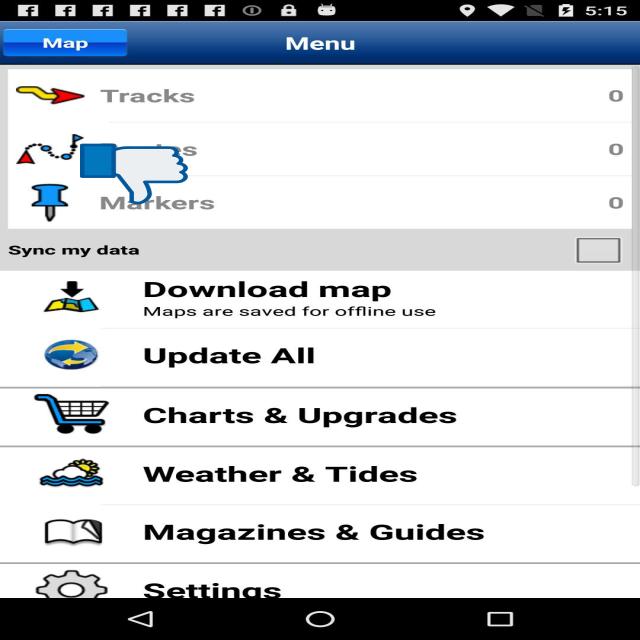 5:15
Map
Menu
Tracks 0
0
Markers 0
Sync my data
Download map
Maps are saved for offline use
Update All
Charts & Upgrades
Weather & Tides
Magazines & Guides
Settings